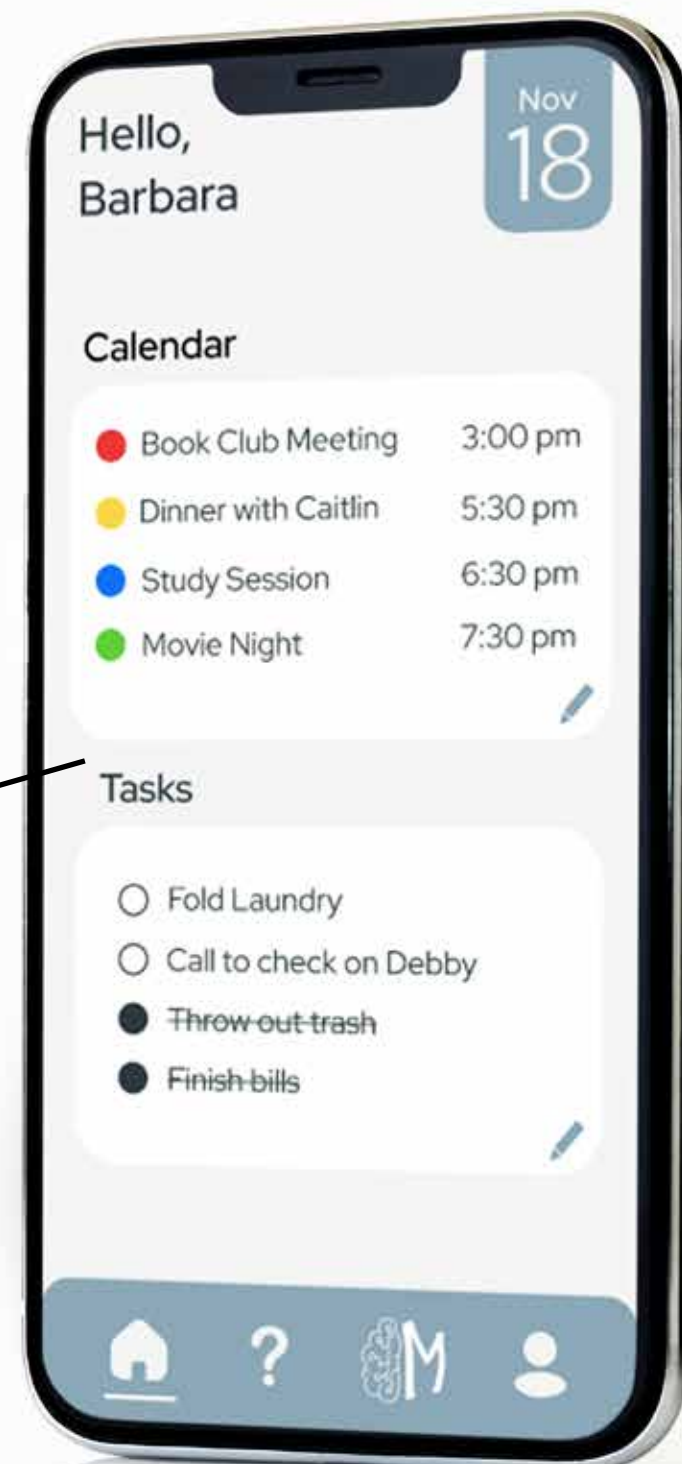 Hello,
Barbara
Nov
18
Calendar
Book Club Meeting 3:00 pm
Dinner with Caitlin 5:30 pm
Study Session 6:30 pm
Movie Night 7:30 pm
Tasks
Fold Laundry
Call to check on Debby
Throw out trash
Finish bills
?
M